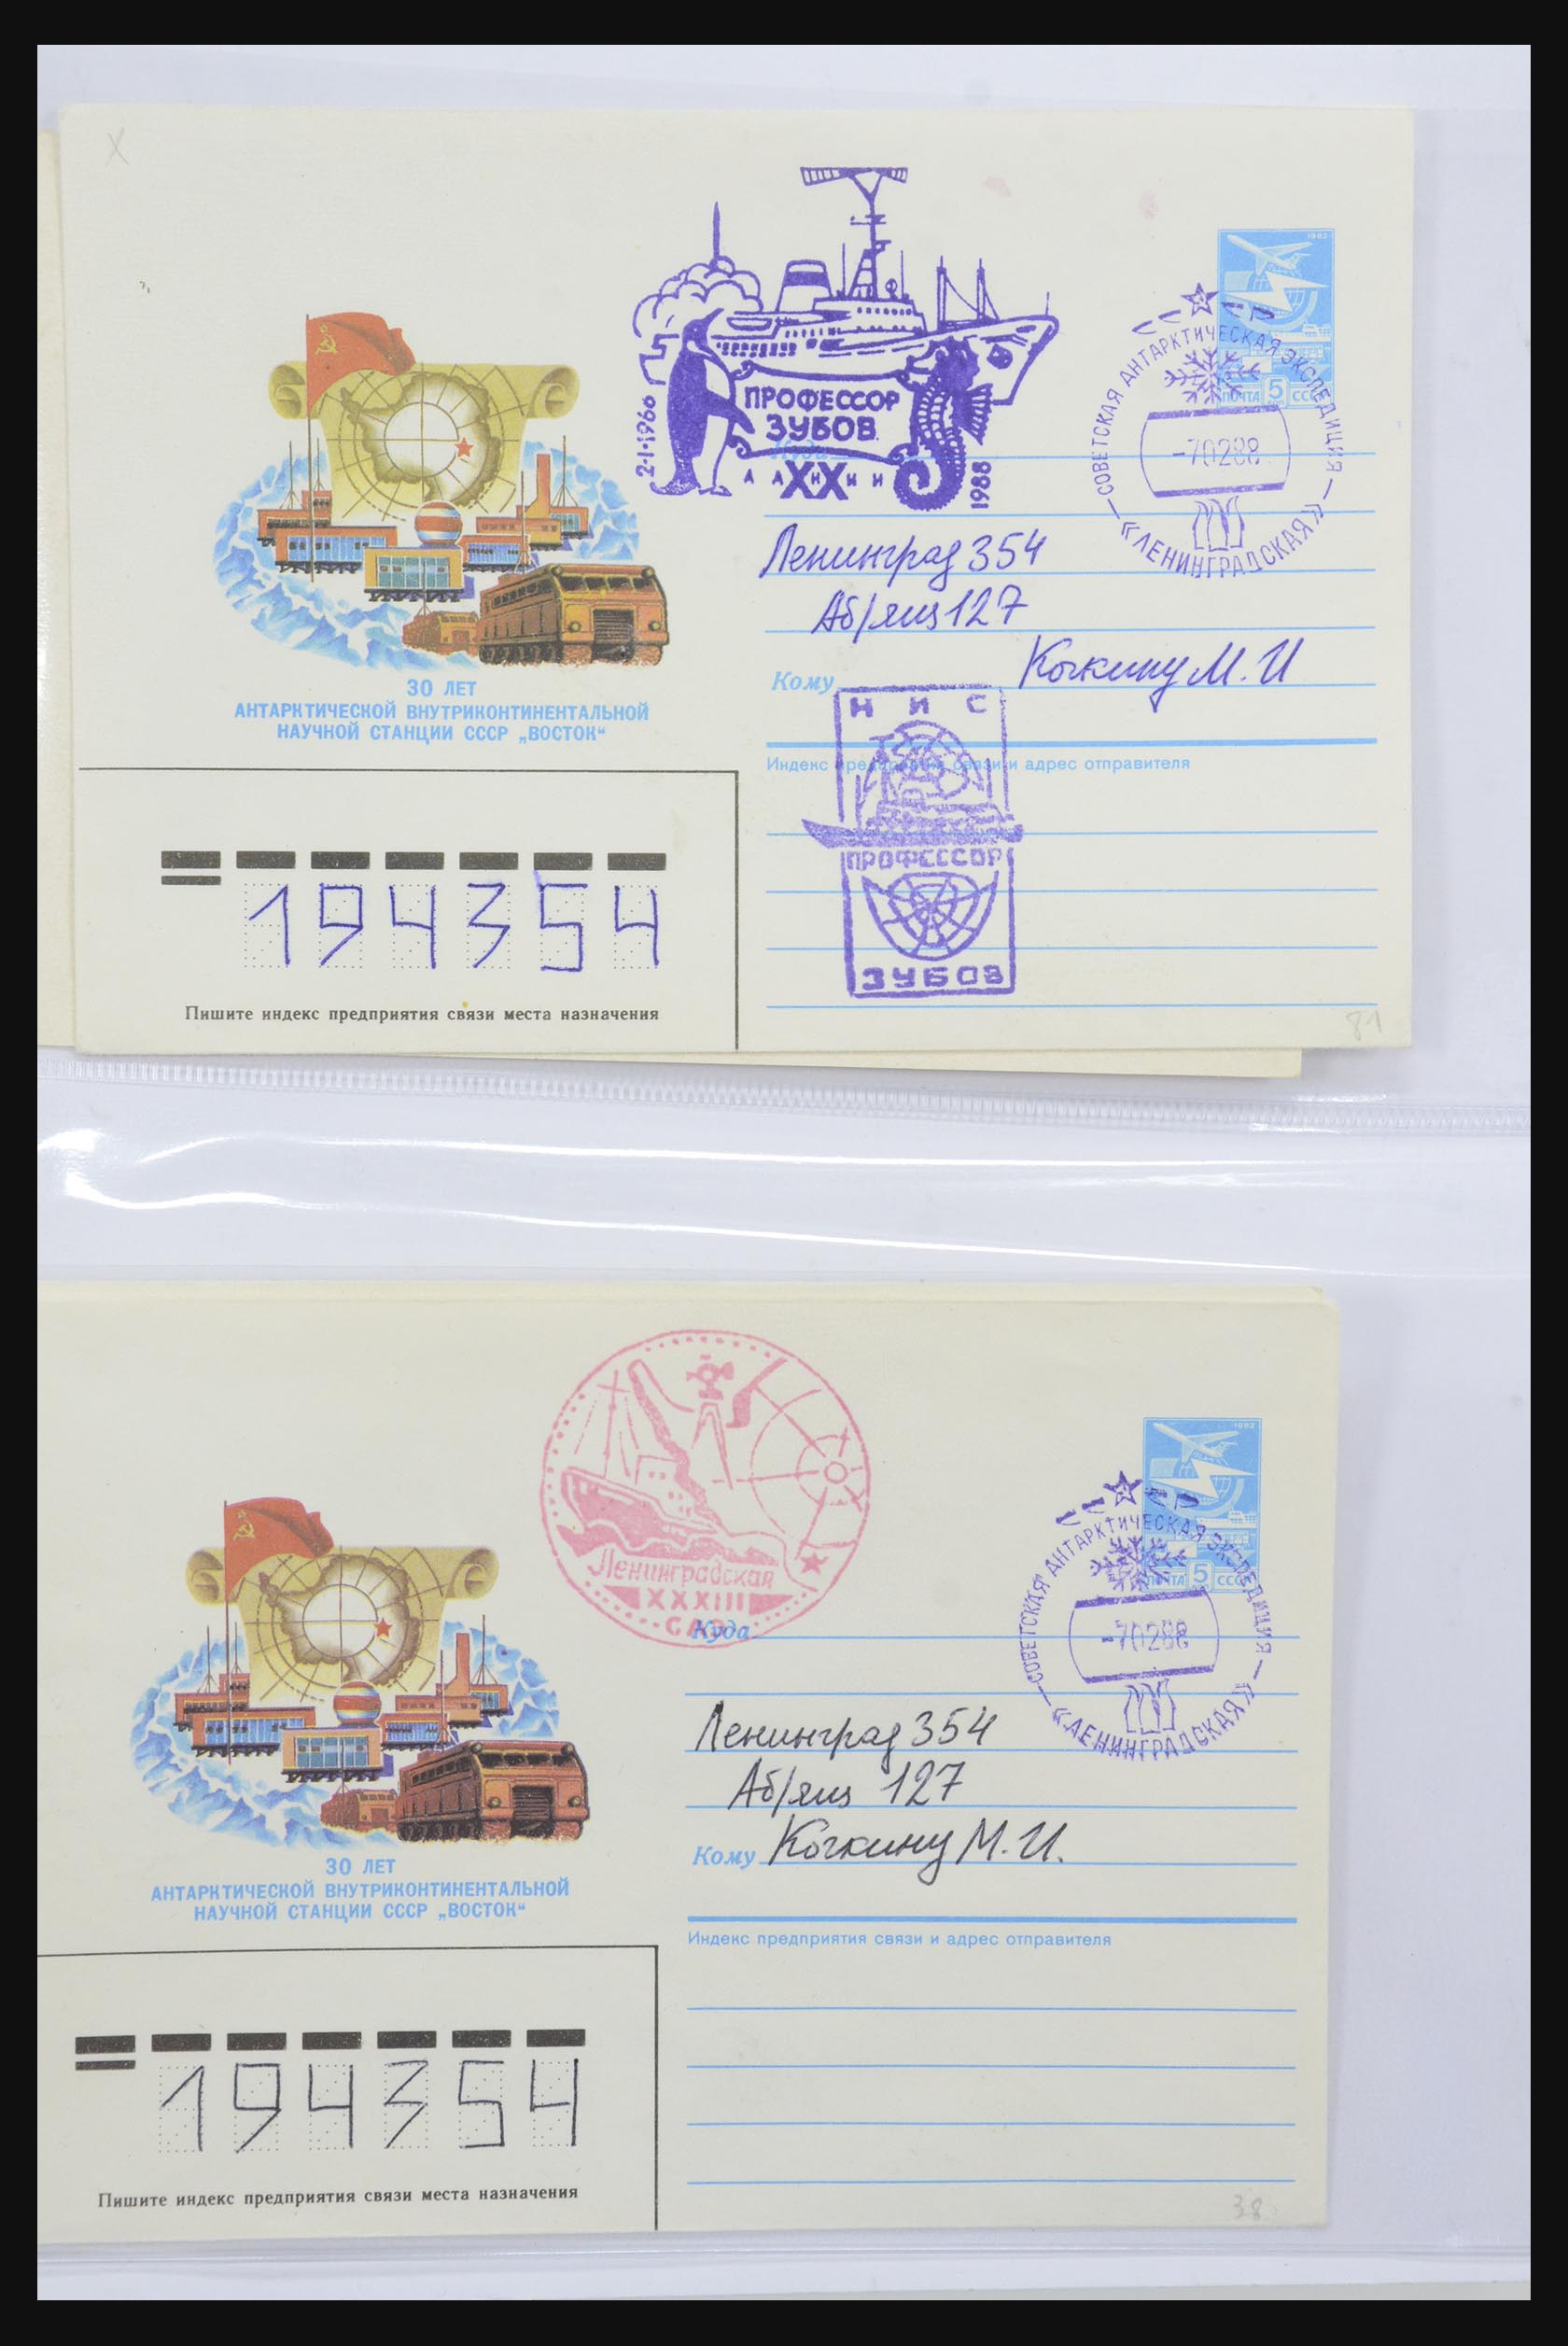 1982
ПОЧТА 5 СССР
СОВЕТСКАЯ АНТАРКТИЧЕСКАЯ ЭКСПЕДИЦИЯ
-70288
«ЛЕНИНГРАДСКАЯ»
2·I·1966
ПРОФЕССОР
ЗУБОВ
XX
ААНИИ
1988
Куда
Ленинград 354
Аб/ящ 127
Кому Кочкину М. И
30 ЛЕТ
АНТАРКТИЧЕСКОЙ ВНУТРИКОНТИНЕНТАЛЬНОЙ
НАУЧНОЙ СТАНЦИИ СССР „ВОСТОК“
Индекс предприятия связи и адрес отправителя
НИС
ПРОФЕССОР
ЗУБОВ
194354
Пишите индекс предприятия связи места назначения
81
1982
ПОЧТА 5 СССР
СОВЕТСКАЯ АНТАРКТИЧЕСКАЯ ЭКСПЕДИЦИЯ
-70288
«ЛЕНИНГРАДСКАЯ»
Ленинградская
XXXIII
САЭ
Куда
Ленинград 354
Аб/ящ 127
Кому Кочкину М. И.
30 ЛЕТ
АНТАРКТИЧЕСКОЙ ВНУТРИКОНТИНЕНТАЛЬНОЙ
НАУЧНОЙ СТАНЦИИ СССР „ВОСТОК“
Индекс предприятия связи и адрес отправителя
194354
Пишите индекс предприятия связи места назначения
38